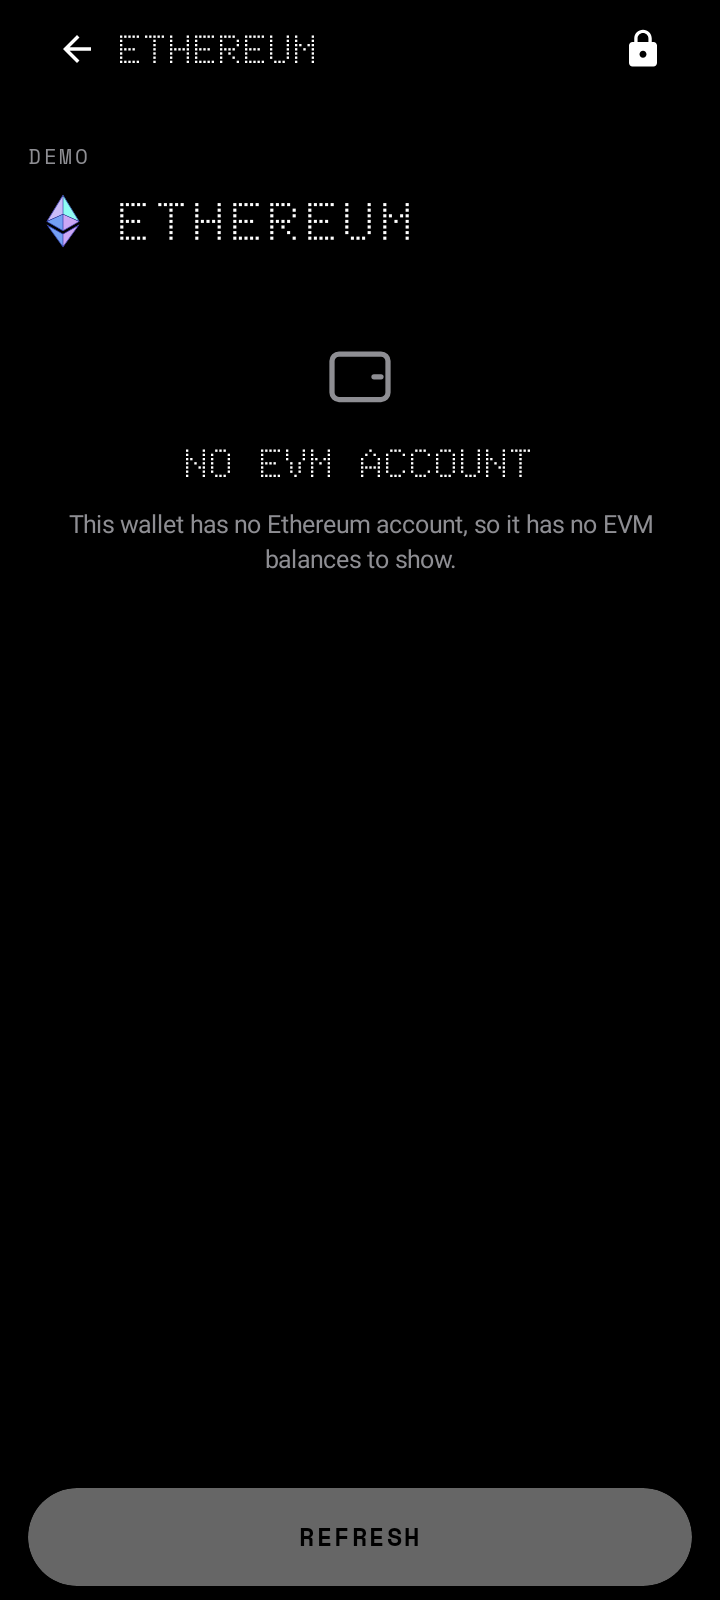 ETHEREUM
DEMO
ETHEREUM
NO EVM ACCOUNT
This wallet has no Ethereum account, so it has no EVM
balances to show.
REFRESH